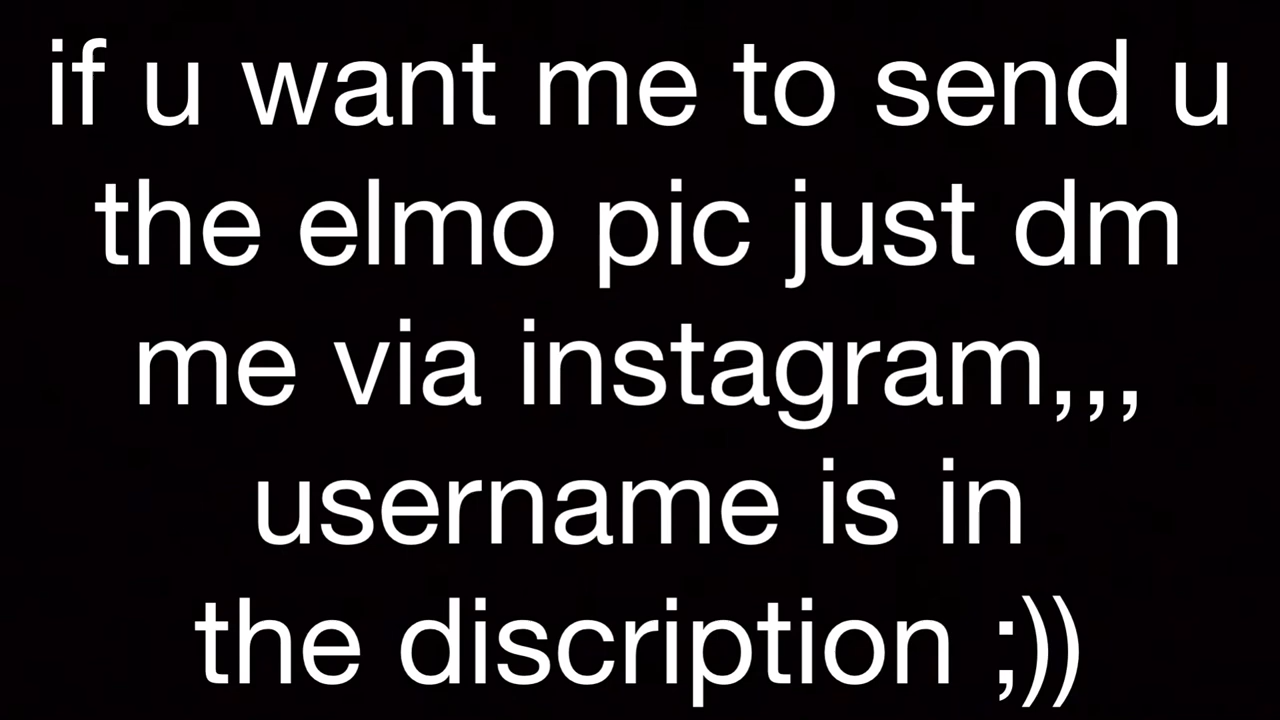 if u want me to send u
the elmo pic just dm
me via instagram,,,
username is in
the discription ;))